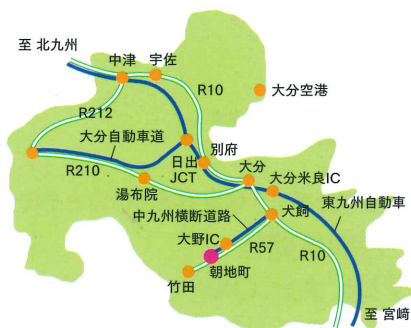 至 北九州
中津
宇佐
R10
大分空港
R212
大分自動車道
日出
JCT
別府
大分
大分米良IC
R210
湯布院
東九州自動車
中九州横断道路
犬飼
大野IC
R57
R10
朝地町
竹田
至 宮崎